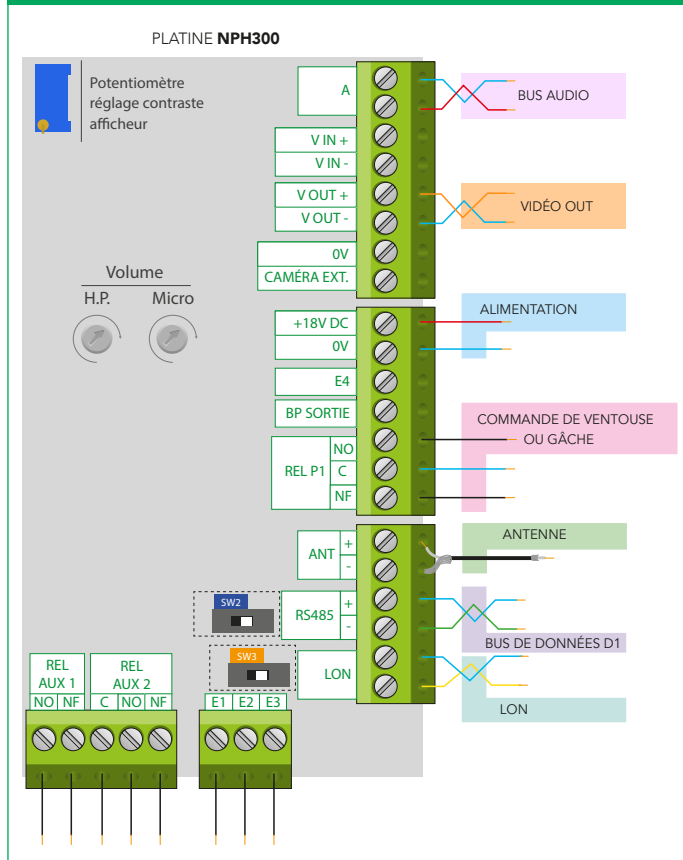 PLATINE NPH300
Potentiomètre
réglage contraste
afficheur
A
BUS AUDIO
V IN +
V IN -
V OUT +
V OUT -
VIDÉO OUT
0V
CAMÉRA EXT.
Volume
H.P.
Micro
+18V DC
0V
ALIMENTATION
E4
BP SORTIE
REL P1
NO
C
NF
COMMANDE DE VENTOUSE
OU GÂCHE
ANT
+
-
ANTENNE
SW2
RS485
+
-
BUS DE DONNÉES D1
SW3
LON
LON
REL
AUX 1
REL
AUX 2
NO
NF
C
NO
NF
E1
E2
E3